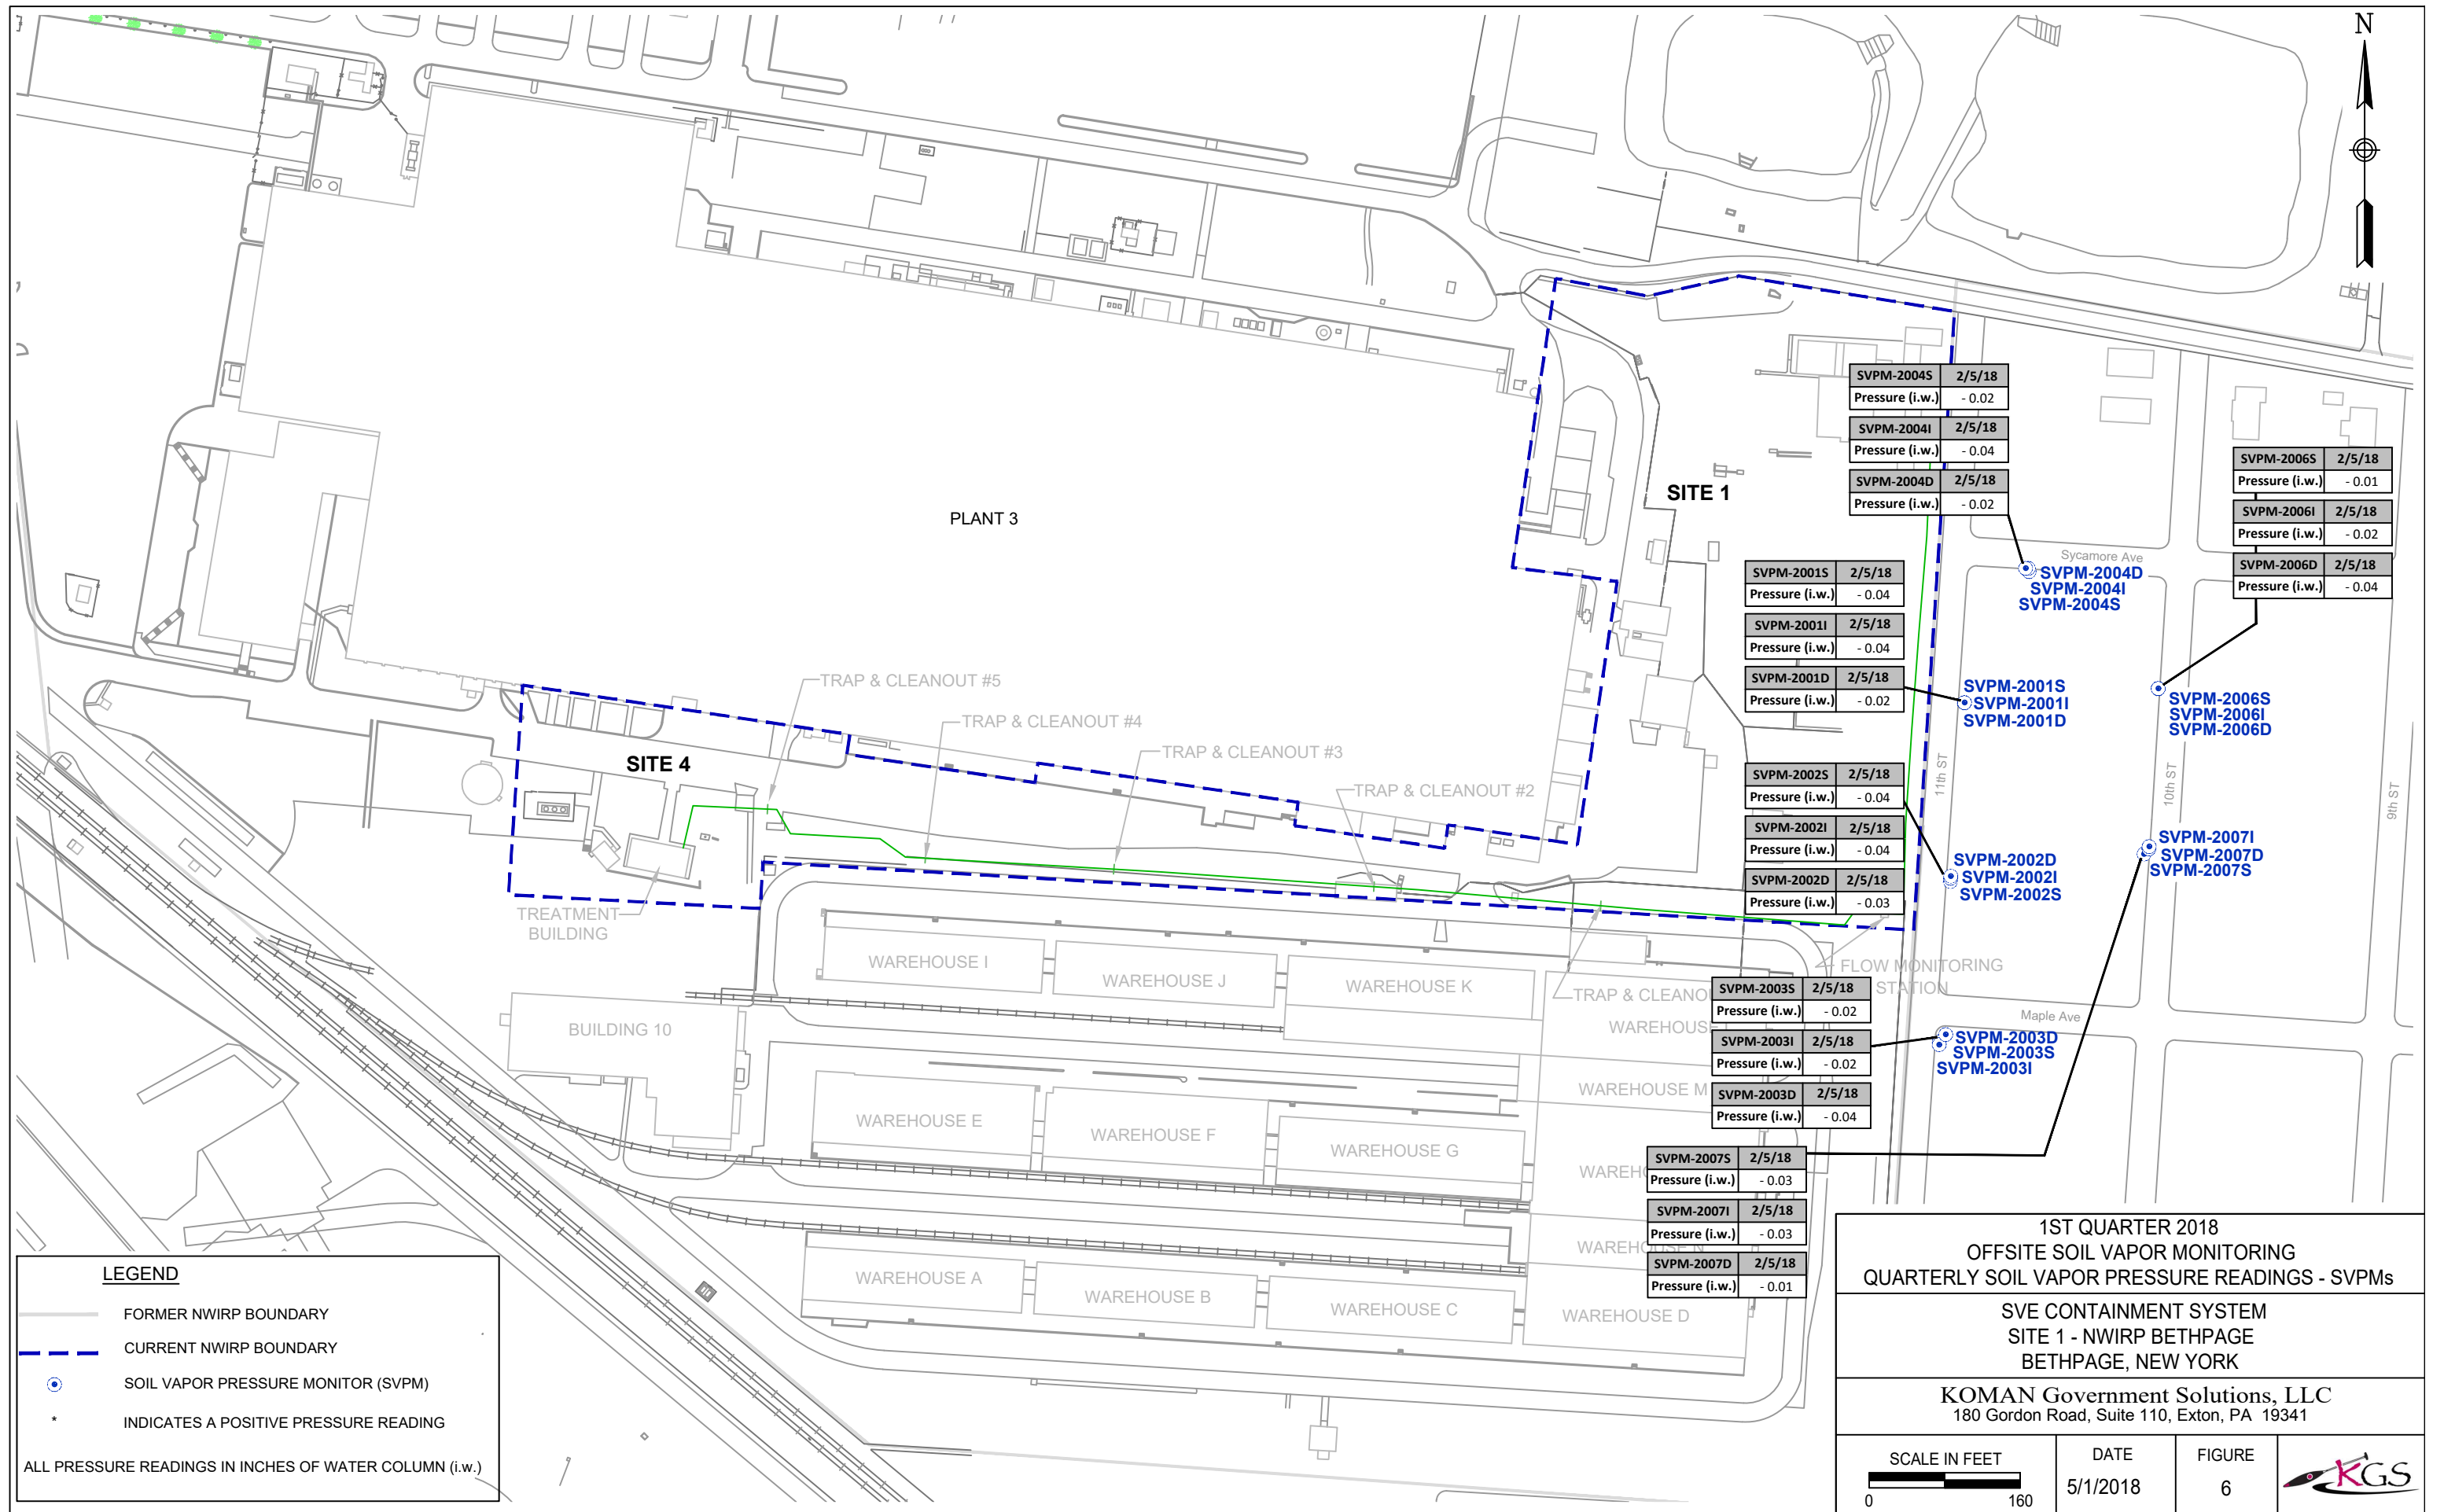 N
SVPM-2004S 2/5/18
Pressure (i.w.) - 0.02
SVPM-2004I 2/5/18
Pressure (i.w.) - 0.04
SVPM-2004D 2/5/18
Pressure (i.w.) - 0.02
SVPM-2006S 2/5/18
Pressure (i.w.) - 0.01
SVPM-2006I 2/5/18
Pressure (i.w.) - 0.02
SVPM-2006D 2/5/18
Pressure (i.w.) - 0.04
SITE 1
PLANT 3
Sycamore Ave
SVPM-2004D
SVPM-2004I
SVPM-2004S
SVPM-2001S 2/5/18
Pressure (i.w.) - 0.04
SVPM-2001I 2/5/18
Pressure (i.w.) - 0.04
SVPM-2001D 2/5/18
Pressure (i.w.) - 0.02
SVPM-2001S
SVPM-2001I
SVPM-2001D
SVPM-2006S
SVPM-2006I
SVPM-2006D
TRAP & CLEANOUT #5
TRAP & CLEANOUT #4
TRAP & CLEANOUT #3
TRAP & CLEANOUT #2
SITE 4
11th ST
10th ST
9th ST
SVPM-2002S 2/5/18
Pressure (i.w.) - 0.04
SVPM-2002I 2/5/18
Pressure (i.w.) - 0.04
SVPM-2002D 2/5/18
Pressure (i.w.) - 0.03
SVPM-2007I
SVPM-2007D
SVPM-2007S
SVPM-2002D
SVPM-2002I
SVPM-2002S
TREATMENT
BUILDING
WAREHOUSE I
WAREHOUSE J
WAREHOUSE K
FLOW MONITORING
STATION
TRAP & CLEANO
SVPM-2003S 2/5/18
Pressure (i.w.) - 0.02
SVPM-2003I 2/5/18
Pressure (i.w.) - 0.02
SVPM-2003D 2/5/18
Pressure (i.w.) - 0.04
Maple Ave
BUILDING 10
WAREHOUSE
SVPM-2003D
SVPM-2003S
SVPM-2003I
WAREHOUSE M
WAREHOUSE E
WAREHOUSE F
WAREHOUSE G
WAREHO
SVPM-2007S 2/5/18
Pressure (i.w.) - 0.03
SVPM-2007I 2/5/18
Pressure (i.w.) - 0.03
SVPM-2007D 2/5/18
Pressure (i.w.) - 0.01
WAREHOUSE N
WAREHOUSE A
WAREHOUSE B
WAREHOUSE C
WAREHOUSE D
LEGEND
FORMER NWIRP BOUNDARY
CURRENT NWIRP BOUNDARY
SOIL VAPOR PRESSURE MONITOR (SVPM)
* INDICATES A POSITIVE PRESSURE READING
ALL PRESSURE READINGS IN INCHES OF WATER COLUMN (i.w.)
1ST QUARTER 2018
OFFSITE SOIL VAPOR MONITORING
QUARTERLY SOIL VAPOR PRESSURE READINGS - SVPMs
SVE CONTAINMENT SYSTEM
SITE 1 - NWIRP BETHPAGE
BETHPAGE, NEW YORK
KOMAN Government Solutions, LLC
180 Gordon Road, Suite 110, Exton, PA 19341
SCALE IN FEET
0 160
DATE
5/1/2018
FIGURE
6
KGS